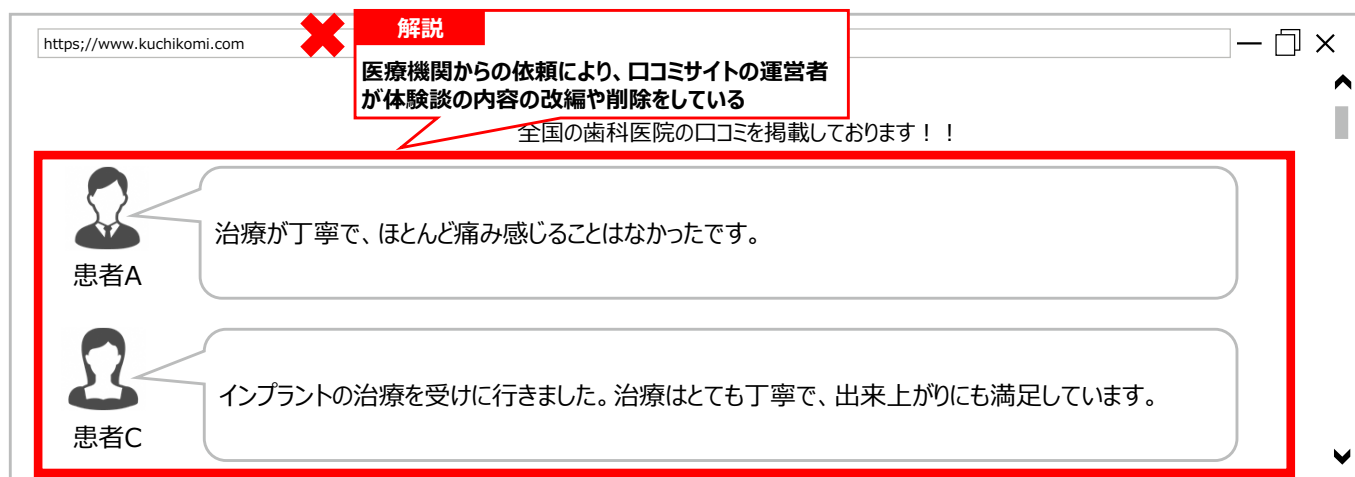 https;//www.kuchikomi.com
解説
医療機関からの依頼により、口コミサイトの運営者
が体験談の内容の改編や削除をしている
全国の歯科医院の口コミを掲載しております！！
治療が丁寧で、ほとんど痛み感じることはなかったです。
患者A
インプラントの治療を受けに行きました。治療はとても丁寧で、出来上がりにも満足しています。
患者C